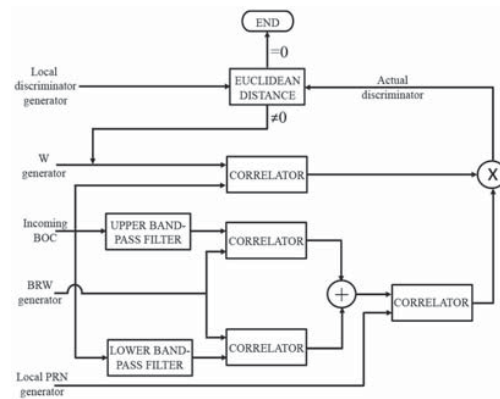 END
=0
Local
discriminator
generator
EUCLIDEAN
DISTANCE
Actual
discriminator
≠0
W
generator
CORRELATOR
X
Incoming
BOC
UPPER BAND-
PASS FILTER
CORRELATOR
BRW
generator
+
CORRELATOR
LOWER BAND-
PASS FILTER
CORRELATOR
Local PRN
generator